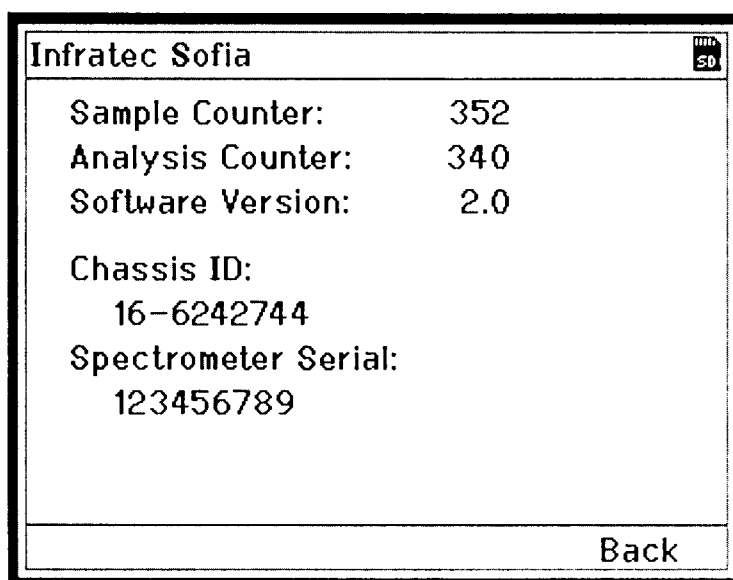 Infratec Sofia
SD
Sample Counter: 352
Analysis Counter: 340
Software Version: 2.0
Chassis ID:
16-6242744
Spectrometer Serial:
123456789
Back